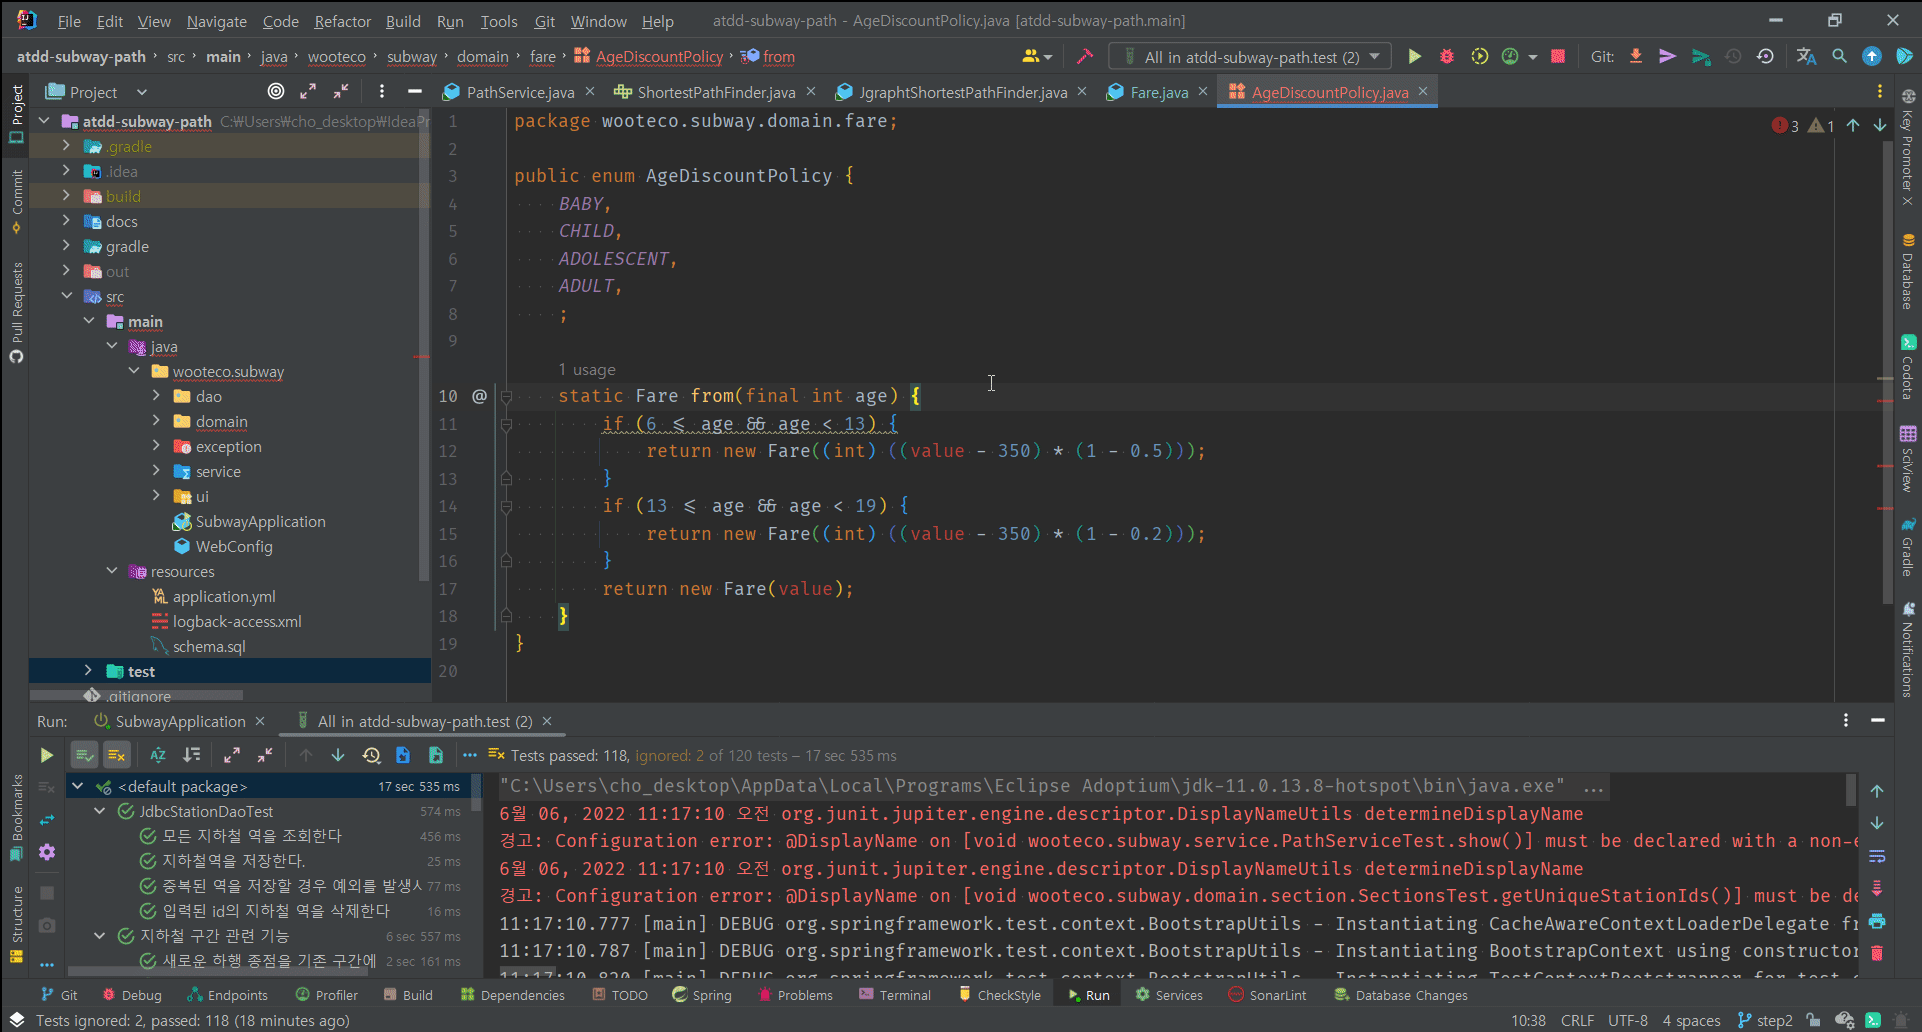 File Edit View Navigate Code Refactor Build Run Tools Git Window Help atdd-subway-path - AgeDiscountPolicy.java [atdd-subway-path.main]
atdd-subway-path src main java wooteco subway domain fare AgeDiscountPolicy from All in atdd-subway-path.test (2) Git:
Project
PathService.java ShortestPathFinder.java JgraphtShortestPathFinder.java Fare.java AgeDiscountPolicy.java
Project
Commit
Pull Requests
Bookmarks
Structure
atdd-subway-path C:₩Users₩cho_desktop₩IdeaPr
.gradle
.idea
build
docs
gradle
out
src
main
java
wooteco.subway
dao
domain
exception
service
ui
SubwayApplication
WebConfig
resources
application.yml
logback-access.xml
schema.sql
test
.gitignore
3 1
1 package wooteco.subway.domain.fare;
2
3 public enum AgeDiscountPolicy {
4 BABY,
5 CHILD,
6 ADOLESCENT,
7 ADULT,
8 ;
9
1 usage
10 @ static Fare from(final int age) {
11 if (6 <= age && age < 13) {
12 return new Fare((int) ((value - 350) * (1 - 0.5)));
13 }
14 if (13 <= age && age < 19) {
15 return new Fare((int) ((value - 350) * (1 - 0.2)));
16 }
17 return new Fare(value);
18 }
19 }
20
Key Promoter X
Database
Codota
SciView
Gradle
Notifications
Run: SubwayApplication All in atdd-subway-path.test (2)
Tests passed: 118, ignored: 2 of 120 tests – 17 sec 535 ms
<default package> 17 sec 535 ms
JdbcStationDaoTest 574 ms
모든 지하철 역을 조회한다 456 ms
지하철역을 저장한다. 25 ms
중복된 역을 저장할 경우 예외를 발생시 77 ms
입력된 id의 지하철 역을 삭제한다 16 ms
지하철 구간 관련 기능 6 sec 557 ms
새로운 하행 종점을 기존 구간에 2 sec 161 ms
"C:\Users\cho_desktop\AppData\Local\Programs\Eclipse Adoptium\jdk-11.0.13.8-hotspot\bin\java.exe" ...
6월 06, 2022 11:17:10 오전 org.junit.jupiter.engine.descriptor.DisplayNameUtils determineDisplayName
경고: Configuration error: @DisplayName on [void wooteco.subway.service.PathServiceTest.show()] must be declared with a non-e
6월 06, 2022 11:17:10 오전 org.junit.jupiter.engine.descriptor.DisplayNameUtils determineDisplayName
경고: Configuration error: @DisplayName on [void wooteco.subway.domain.section.SectionsTest.getUniqueStationIds()] must be de
11:17:10.777 [main] DEBUG org.springframework.test.context.BootstrapUtils - Instantiating CacheAwareContextLoaderDelegate fr
11:17:10.787 [main] DEBUG org.springframework.test.context.BootstrapUtils - Instantiating BootstrapContext using constructor
11:17:10.820 [main] DEBUG org.springframework.test.context.BootstrapUtils - Instantiating TestContextBootstrapper for test c
Git Debug Endpoints Profiler Build Dependencies TODO Spring Problems Terminal CheckStyle Run Services SonarLint Database Changes
Tests ignored: 2, passed: 118 (18 minutes ago) 10:38 CRLF UTF-8 4 spaces step2